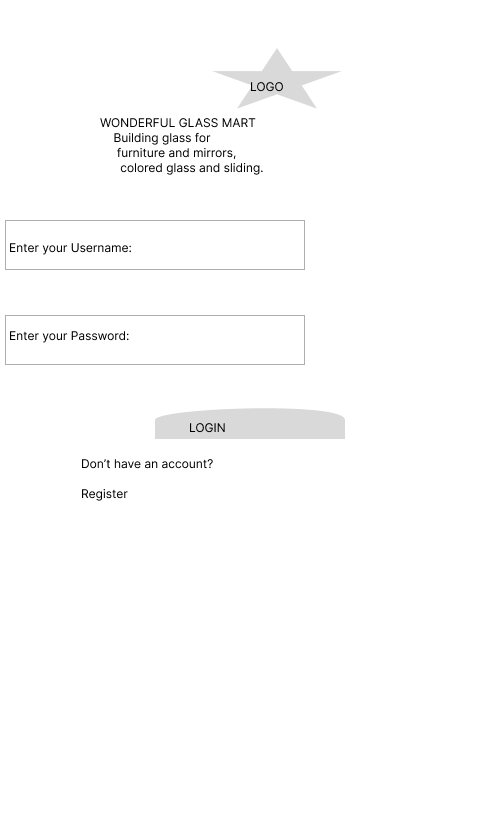 LOGO
WONDERFUL GLASS MART
Building glass for
furniture and mirrors,
colored glass and sliding.
Enter your Username:
Enter your Password:
LOGIN
Don’t have an account?
Register